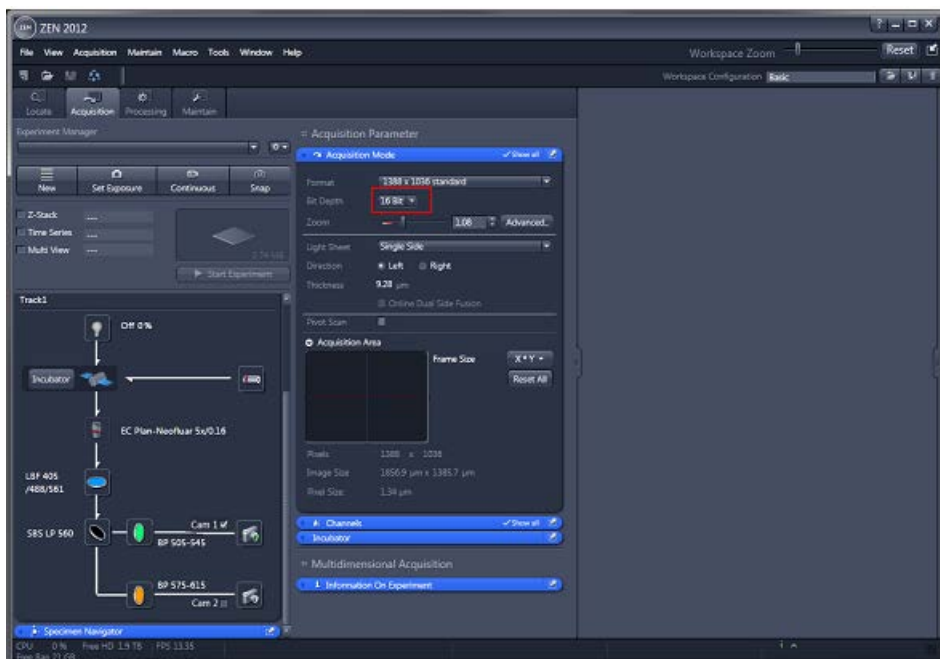 ZEN 2012
File View Acquisition Maintain Macro Tools Window Help
Workspace Zoom Reset
Workspace Configuration Basic
Locate Acquisition Processing Maintain
Experiment Manager
New Set Exposure Continuous Snap
Z-Stack ---
Time Series ---
Multi View ---
Start Experiment
Track1
Off 0%
Incubator
EC Plan-Neofluar 5x/0.16
LBF 405
/488/561
SBS LP 560
Cam 1
BP 505-545
BP 575-615
Cam 2
Specimen Navigator
Acquisition Parameter
Acquisition Mode Show all
Format 1388 x 1036 standard
Bit Depth 16 Bit
Zoom 1.08 Advanced..
Light Sheet Single Side
Direction Left Right
Thickness 9.28 µm
Online Dual Side Fusion
Pivot Scan
Acquisition Area
Frame Size X*Y
Reset All
Pixels 1388 x 1036
Image Size 1856.9 µm x 1385.7 µm
Pixel Size: 1.34 µm
Channels Show all
Incubator
Multidimensional Acquisition
Information On Experiment
CPU 0% Free HD 1.9 TB FPS 13.35